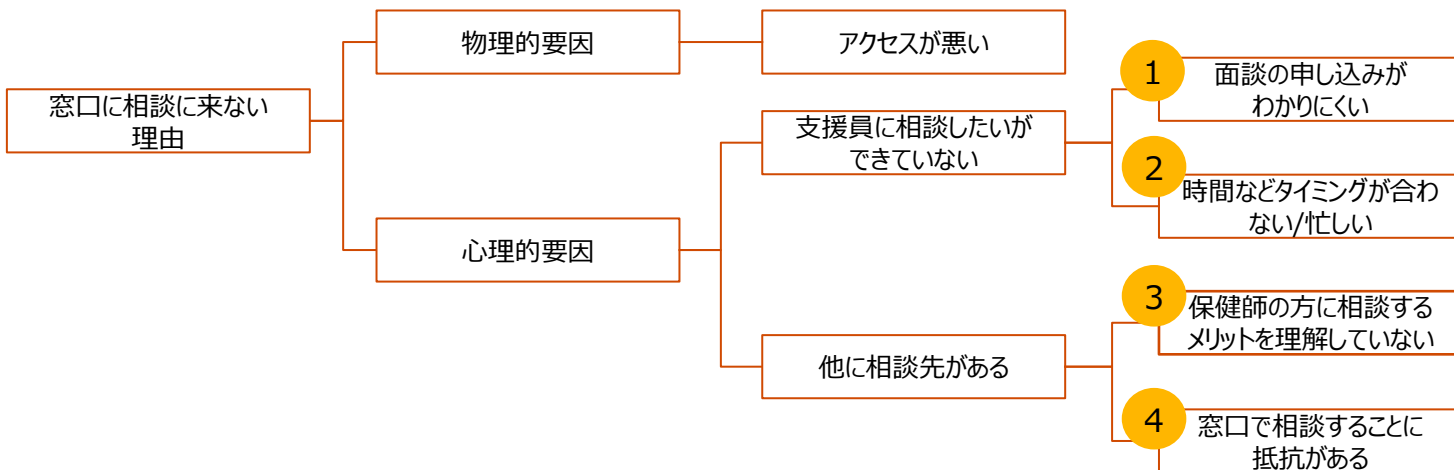 窓口に相談に来ない
理由
物理的要因
アクセスが悪い
心理的要因
支援員に相談したいが
できていない
1
面談の申し込みが
わかりにくい
2
時間などタイミングが合わ
ない/忙しい
他に相談先がある
3
保健師の方に相談する
メリットを理解していない
4
窓口で相談することに
抵抗がある